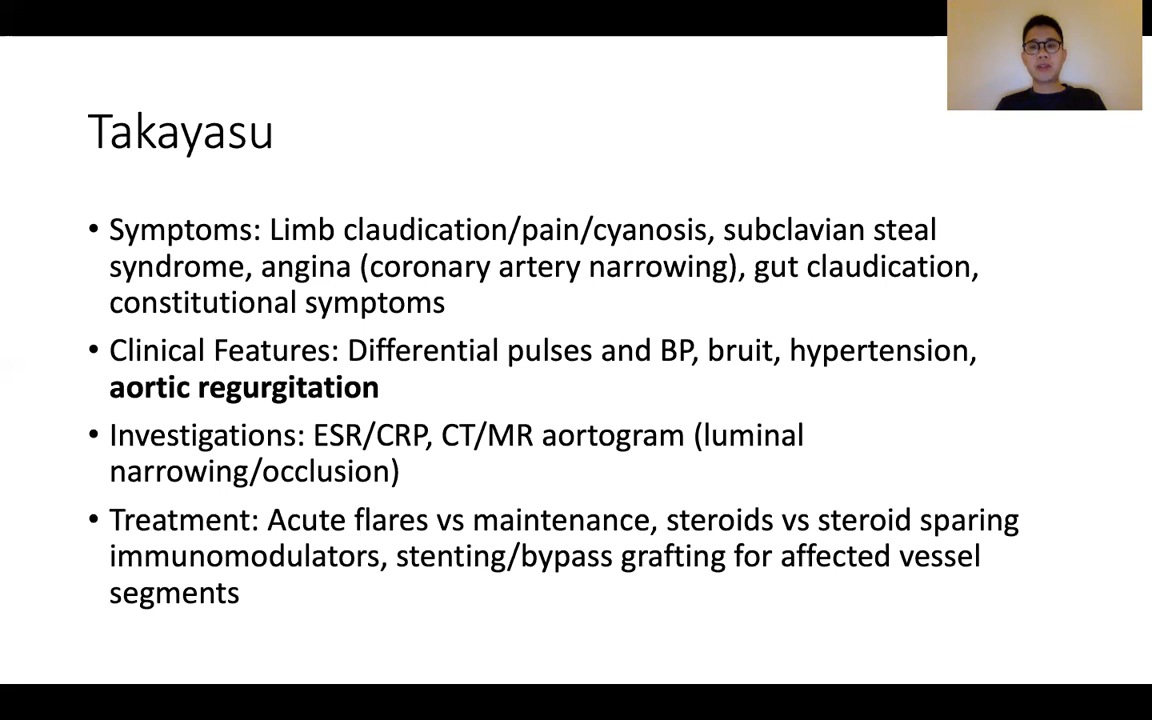 Takayasu
• Symptoms: Limb claudication/pain/cyanosis, subclavian steal
syndrome, angina (coronary artery narrowing), gut claudication,
constitutional symptoms
• Clinical Features: Differential pulses and BP, bruit, hypertension,
aortic regurgitation
• Investigations: ESR/CRP, CT/MR aortogram (luminal
narrowing/occlusion)
• Treatment: Acute flares vs maintenance, steroids vs steroid sparing
immunomodulators, stenting/bypass grafting for affected vessel
segments